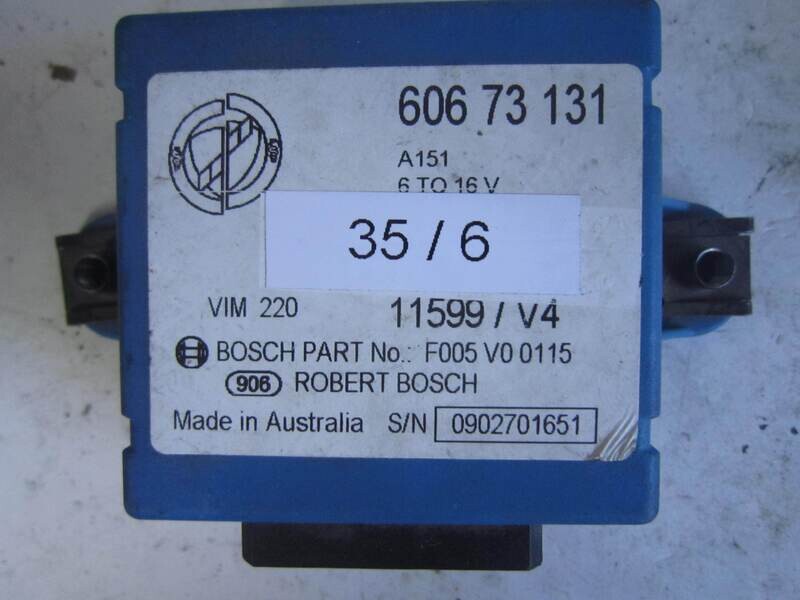 606 73 131
A151
6 TO 16 V
35 / 6
VIM 220 11599 / V4
BOSCH PART No.: F005 V0 0115
906 ROBERT BOSCH
Made in Australia S/N 0902701651